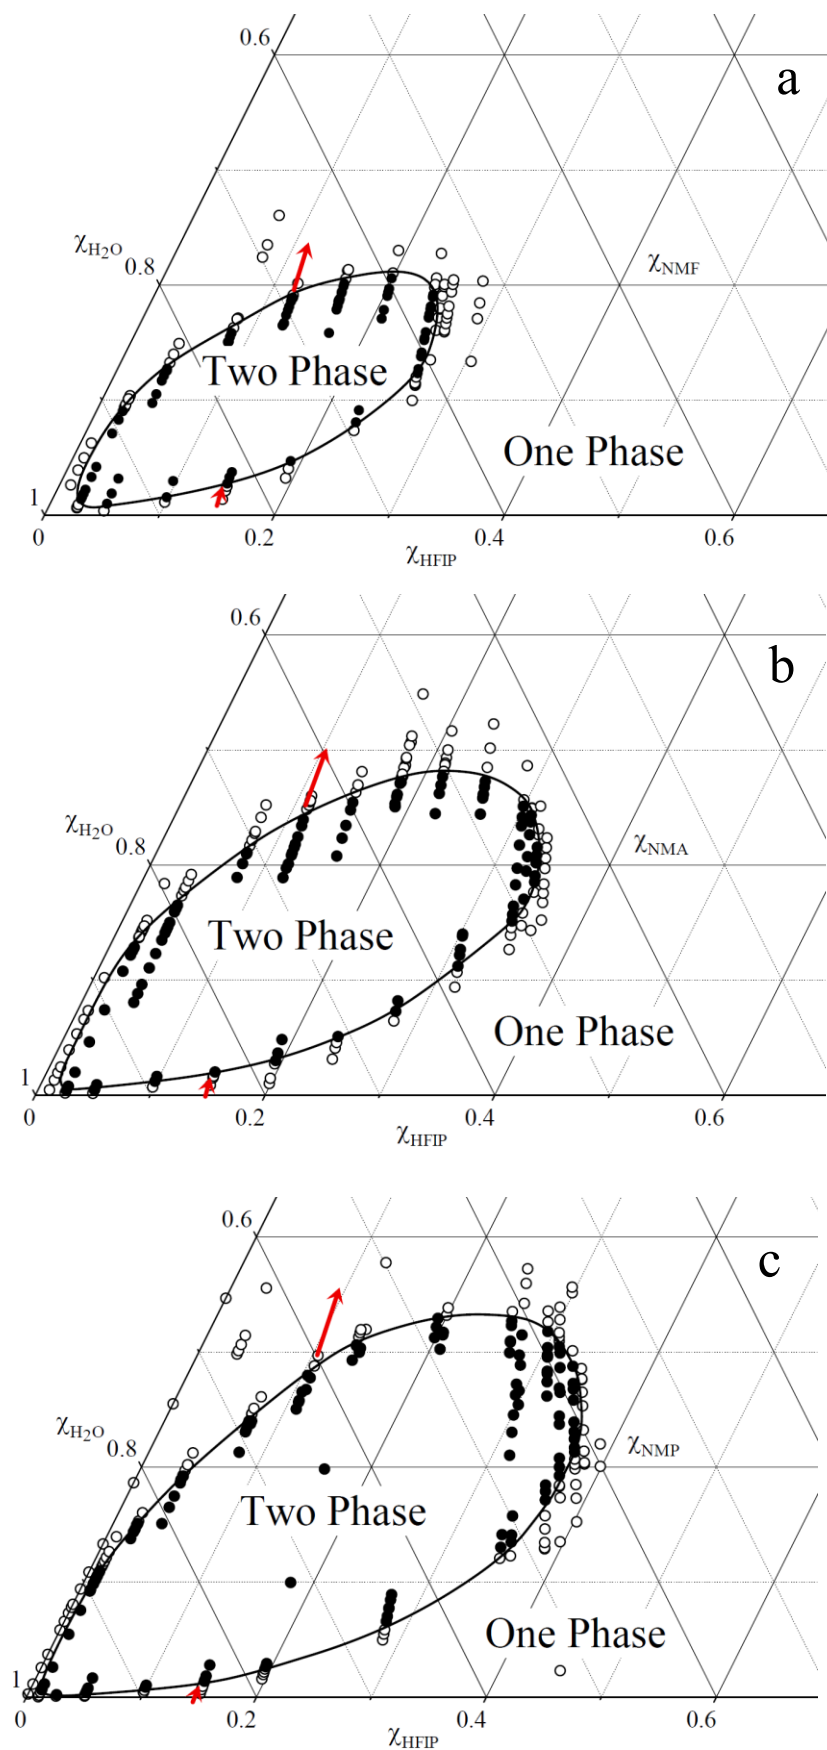 0.6
a
χH₂O
0.8
χNMF
Two Phase
One Phase
1
0
0.2
0.4
0.6
χHFIP
0.6
b
χH₂O
0.8
χNMA
Two Phase
One Phase
1
0
0.2
0.4
0.6
χHFIP
0.6
c
χH₂O
0.8
χNMP
Two Phase
One Phase
1
0
0.2
0.4
0.6
χHFIP